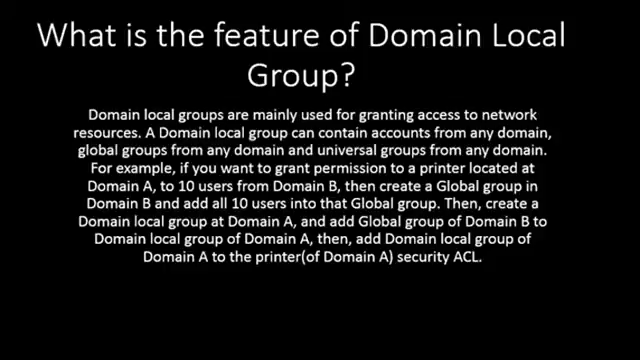 What is the feature of Domain Local
Group?
Domain local groups are mainly used for granting access to network
resources. A Domain local group can contain accounts from any domain,
global groups from any domain and universal groups from any domain.
For example, if you want to grant permission to a printer located at
Domain A, to 10 users from Domain B, then create a Global group in
Domain B and add all 10 users into that Global group. Then, create a
Domain local group at Domain A, and add Global group of Domain B to
Domain local group of Domain A, then, add Domain local group of
Domain A to the printer(of Domain A) security ACL.